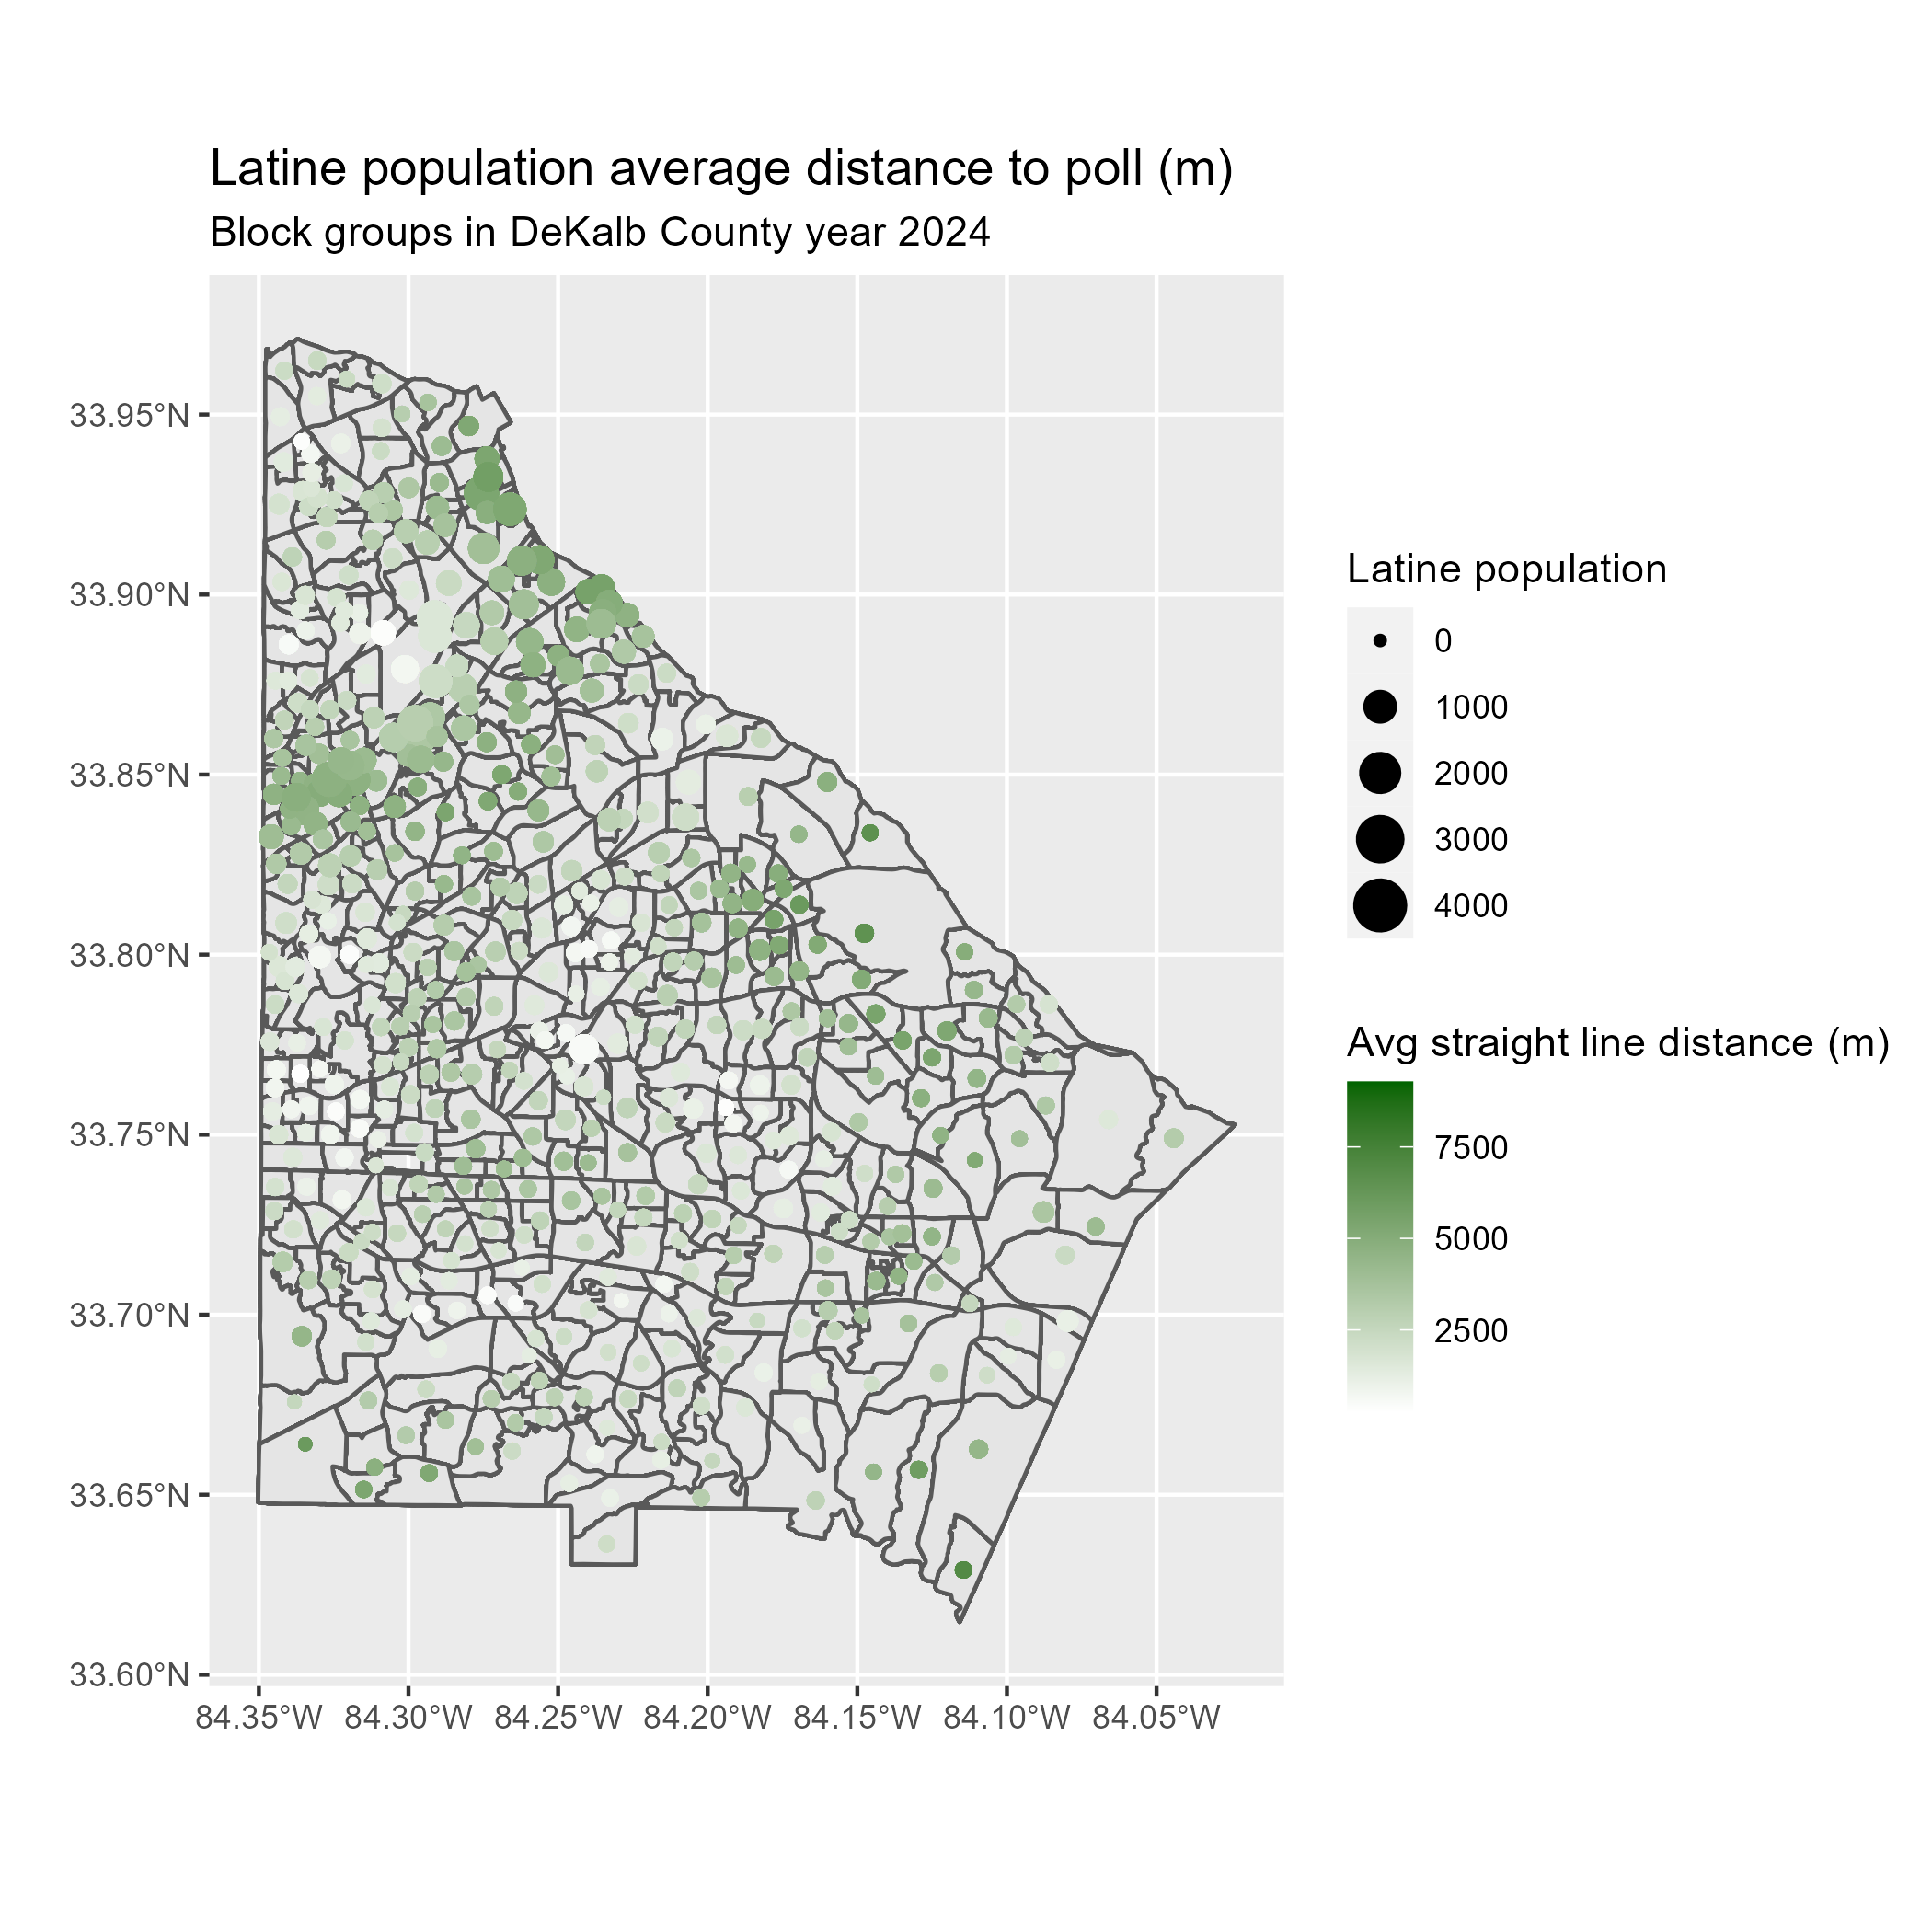 Latine population average distance to poll (m)
Block groups in DeKalb County year 2024
33.95°N
33.90°N
33.85°N
33.80°N
33.75°N
33.70°N
33.65°N
33.60°N
84.35°W 84.30°W 84.25°W 84.20°W 84.15°W 84.10°W 84.05°W
Latine population
0
1000
2000
3000
4000
Avg straight line distance (m)
7500
5000
2500